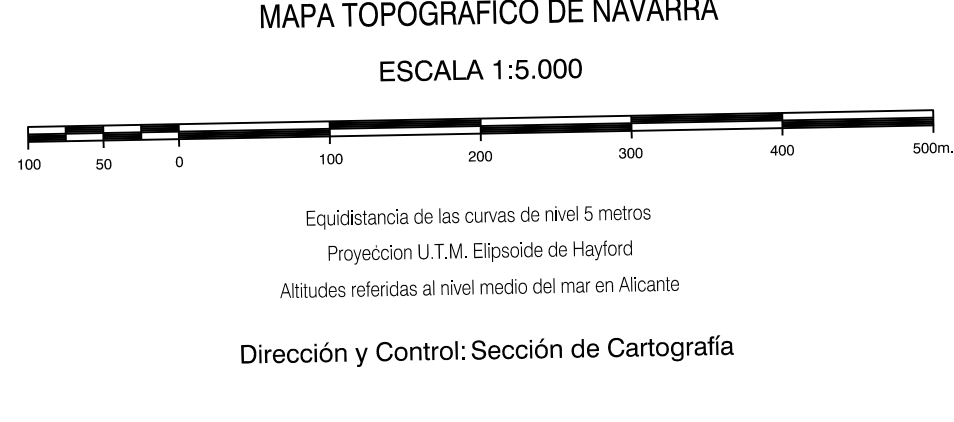 MAPA TOPOGRAFICO DE NAVARRA
ESCALA 1:5.000
100 50 0 100 200 300 400 500m.
Equidistancia de las curvas de nivel 5 metros
Proyeccion U.T.M. Elipsoide de Hayford
Altitudes referidas al nivel medio del mar en Alicante
Dirección y Control: Sección de Cartografía